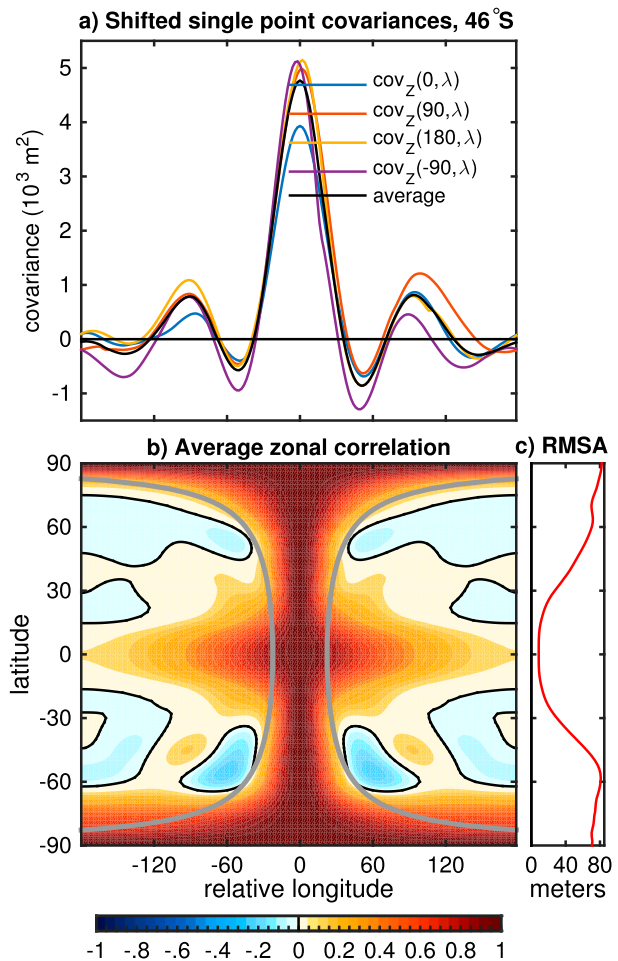 a) Shifted single point covariances, 46°S
5
4
3
2
1
0
-1
covariance (10³ m²)
cov_Z(0,λ)
cov_Z(90,λ)
cov_Z(180,λ)
cov_Z(-90,λ)
average
b) Average zonal correlation
c) RMSA
90
60
30
0
-30
-60
-90
latitude
-120 -60 0 60 120
relative longitude
0 40 80
meters
-1 -.8 -.6 -.4 -.2 0 0.2 0.4 0.6 0.8 1